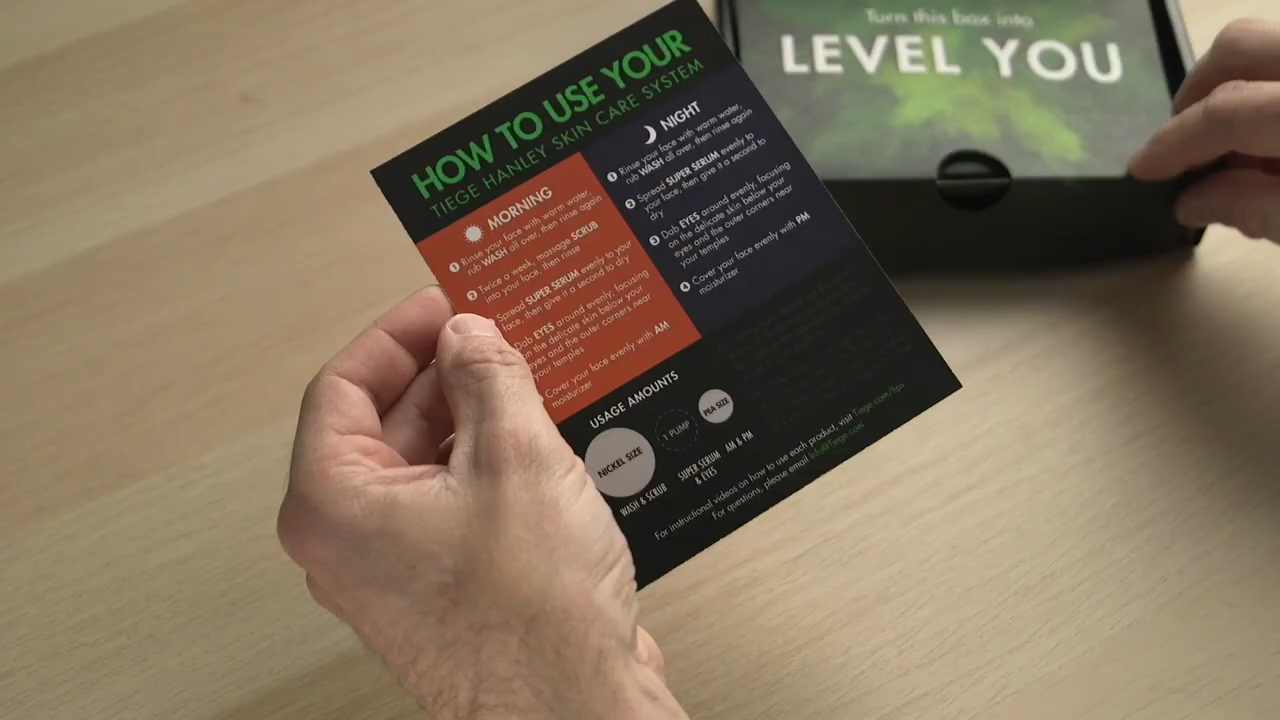 Turn this box into
LEVEL YOU
HOW TO USE YOUR
TIEGE HANLEY SKIN CARE SYSTEM
MORNING
1 Rinse your face with warm water,
rub WASH all over, then rinse again
2 Twice a week, massage SCRUB
into your face, then rinse
Spread SUPER SERUM evenly to your
face, then give it a second to dry
Dab EYES around evenly, focusing
on the delicate skin below your
eyes and the outer corners near
your temples
Cover your face evenly with AM
moisturizer
NIGHT
1 Rinse your face with warm water,
rub WASH all over, then rinse again
2 Spread SUPER SERUM evenly to
your face, then give it a second to
dry
3 Dab EYES around evenly, focusing
on the delicate skin below your
eyes and the outer corners near
your temples
4 Cover your face evenly with PM
moisturizer
USAGE AMOUNTS
NICKEL SIZE
1 PUMP
PEA SIZE
WASH & SCRUB
SUPER SERUM
& EYES
AM & PM
For instructional videos on how to use each product, visit Tiege.com/tips
For questions, please email Info@Tiege.com